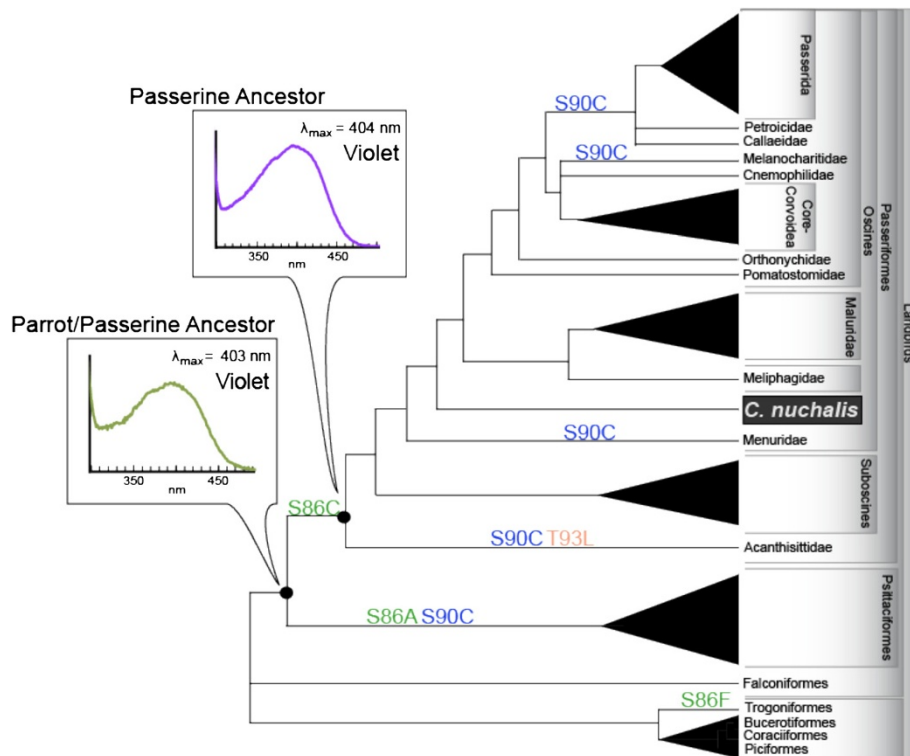 Passerine Ancestor
λmax = 404 nm
Violet
350
nm
450
Parrot/Passerine Ancestor
λmax = 403 nm
Violet
350
nm
450
S90C
S90C
S90C
S86C
S90C T93L
S86A S90C
S86F
Passerida
Petroicidae
Callaeidae
Melanocharitidae
Cnemophilidae
Core-
Corvoidea
Orthonychidae
Pomatostomidae
Maluridae
Meliphagidae
C. nuchalis
Menuridae
Suboscines
Acanthisittidae
Psittaciformes
Falconiformes
Trogoniformes
Bucerotiformes
Coraciiformes
Piciformes
Oscines
Passeriformes
Landbirds